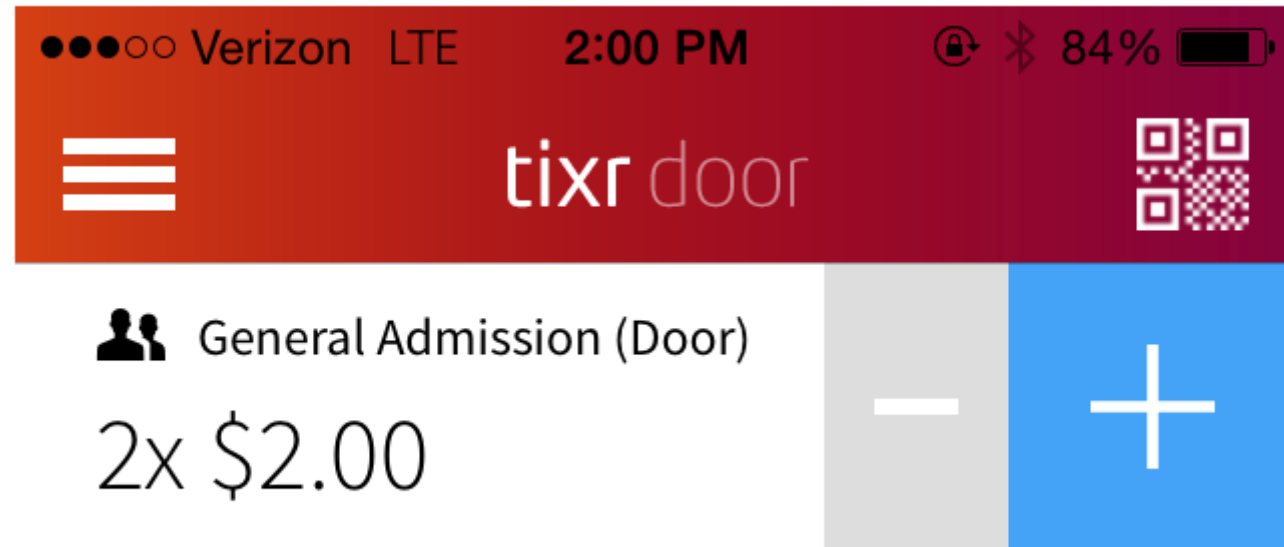 Verizon LTE 2:00 PM 84%
tixr door
General Admission (Door)
2x $2.00